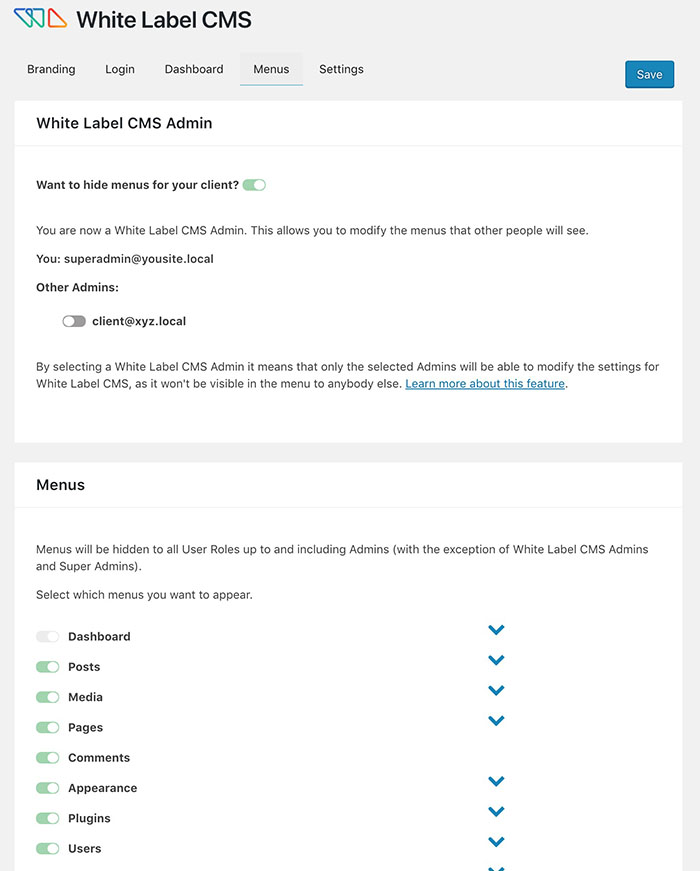 White Label CMS
Branding Login Dashboard Menus Settings Save
White Label CMS Admin
Want to hide menus for your client?
You are now a White Label CMS Admin. This allows you to modify the menus that other people will see.
You: superadmin@yousite.local
Other Admins:
client@xyz.local
By selecting a White Label CMS Admin it means that only the selected Admins will be able to modify the settings for
White Label CMS, as it won't be visible in the menu to anybody else. Learn more about this feature.
Menus
Menus will be hidden to all User Roles up to and including Admins (with the exception of White Label CMS Admins
and Super Admins).
Select which menus you want to appear.
Dashboard
Posts
Media
Pages
Comments
Appearance
Plugins
Users